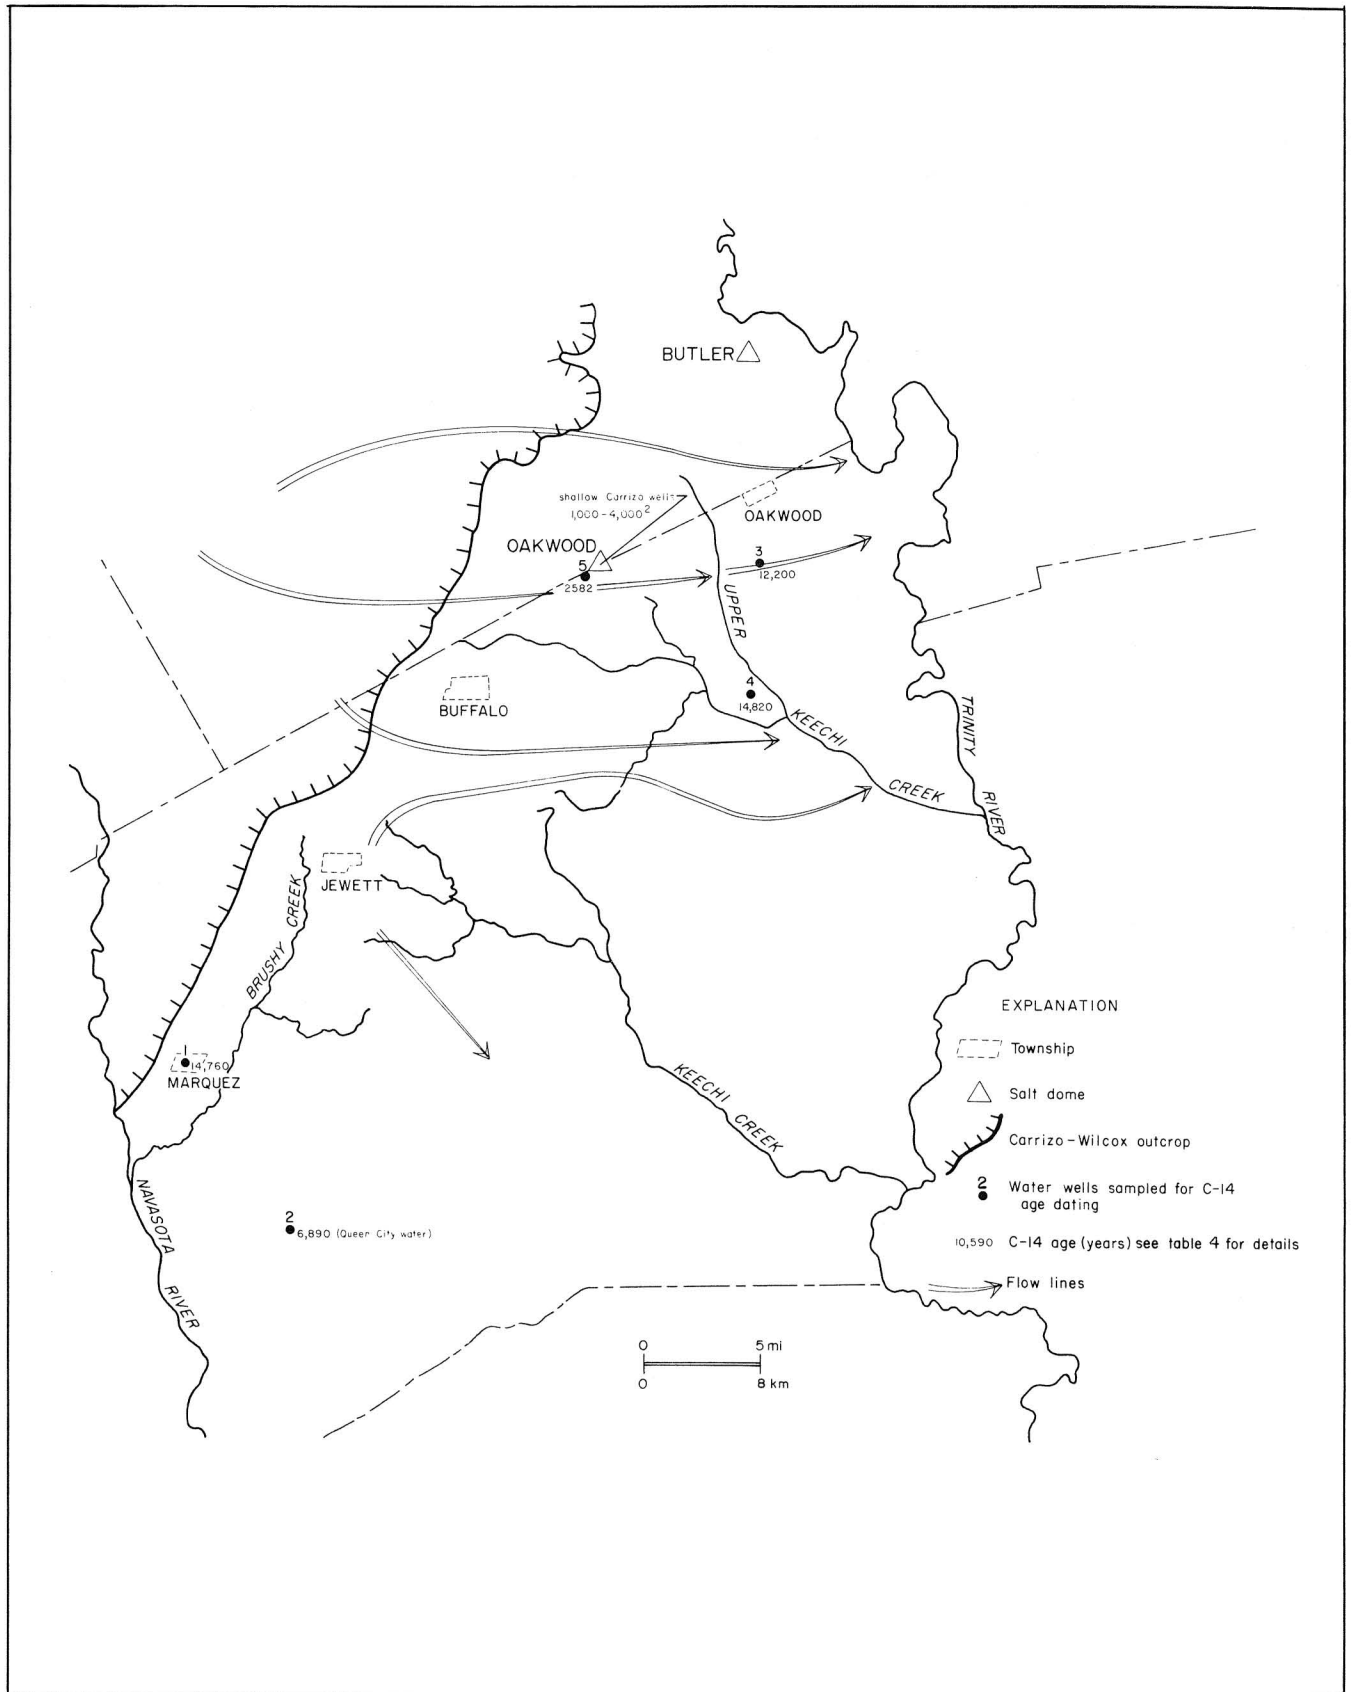 BUTLER
shallow Carrizo wells
1,000-4,000²
OAKWOOD
OAKWOOD
5
2582
3
12,200
UPPER
KEECHI
CREEK
4
14,820
BUFFALO
TRINITY
RIVER
JEWETT
BRUSHY CREEK
1
14,760
MARQUEZ
KEECHI CREEK
NAVASOTA
RIVER
2
6,890 (Queen City water)
EXPLANATION
Township
Salt dome
Carrizo-Wilcox outcrop
2
Water wells sampled for C-14
age dating
10,590 C-14 age (years) see table 4 for details
Flow lines
0 5 mi
0 8 km